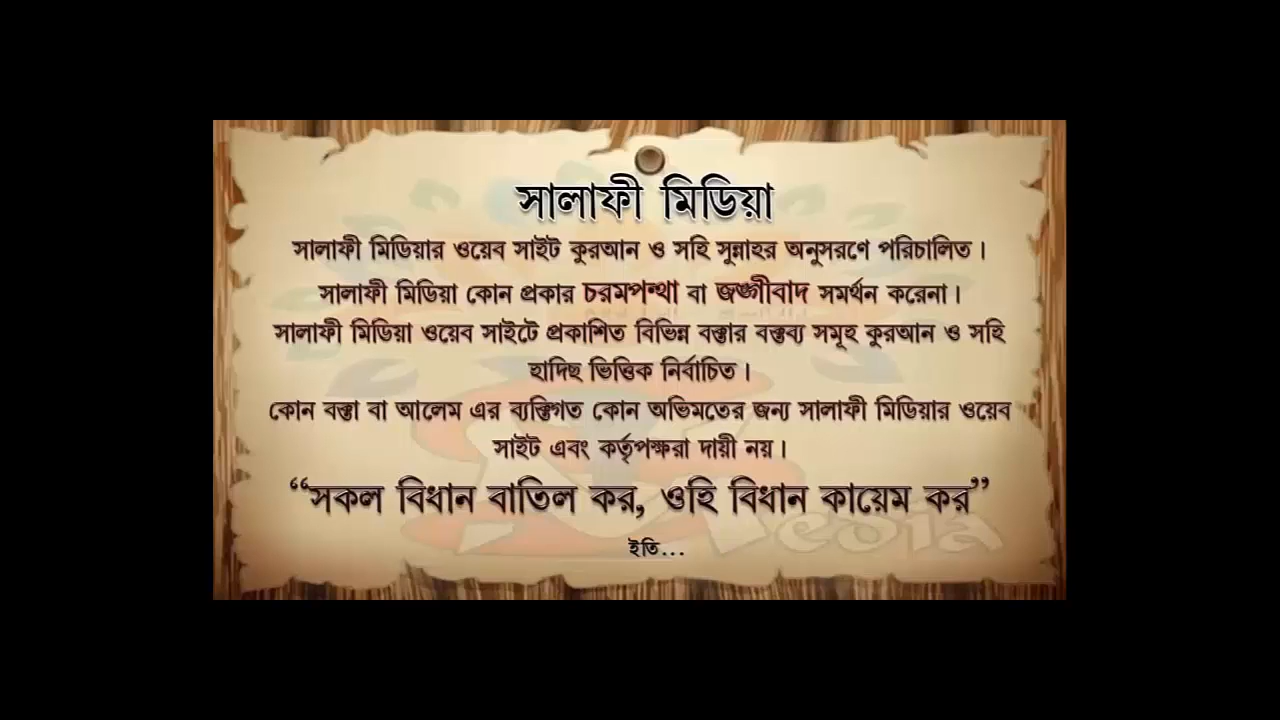 সালাফী মিডিয়া
সালাফী মিডিয়ার ওয়েব সাইট কুরআন ও সহি সুন্নাহর অনুসরণে পরিচালিত।
সালাফী মিডিয়া কোন প্রকার চরমপন্থা বা জঙ্গীবাদ সমর্থন করেনা।
সালাফী মিডিয়া ওয়েব সাইটে প্রকাশিত বিভিন্ন বক্তার বক্তব্য সমূহ কুরআন ও সহি
হাদিছ ভিত্তিক নির্বাচিত।
কোন বক্তা বা আলেম এর ব্যক্তিগত কোন অভিমতের জন্য সালাফী মিডিয়ার ওয়েব
সাইট এবং কর্তৃপক্ষরা দায়ী নয়।
“সকল বিধান বাতিল কর, ওহি বিধান কায়েম কর”
ইতি...